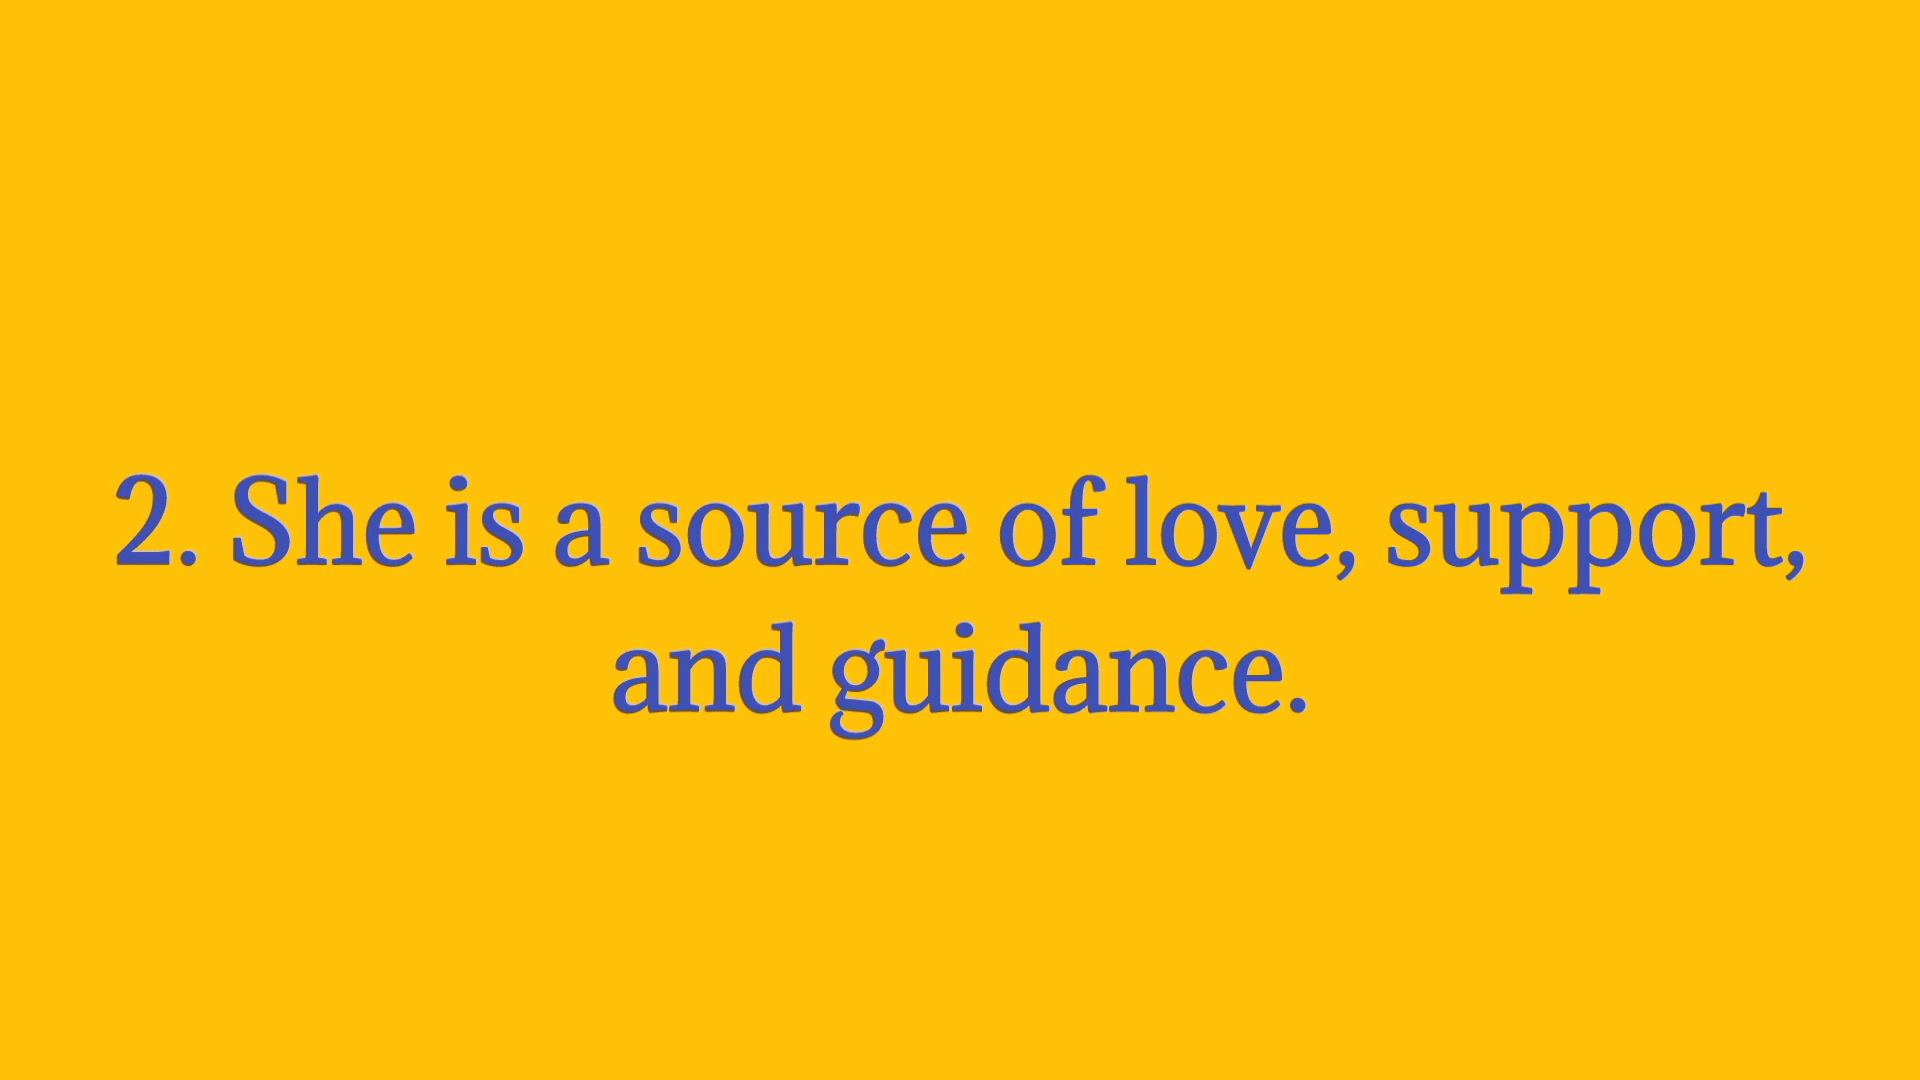 2. She is a source of love, support,
and guidance.